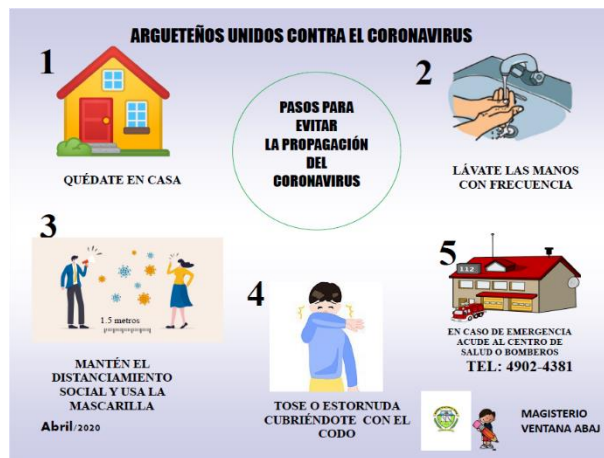 ARGUETEÑOS UNIDOS CONTRA EL CORONAVIRUS
1
QUÉDATE EN CASA
PASOS PARA
EVITAR
LA PROPAGACIÓN
DEL
CORONAVIRUS
2
LÁVATE LAS MANOS
CON FRECUENCIA
3
1.5 metros
MANTÉN EL
DISTANCIAMIENTO
SOCIAL Y USA LA
MASCARILLA
Abril/2020
4
TOSE O ESTORNUDA
CUBRIÉNDOTE CON EL
CODO
5
112
EN CASO DE EMERGENCIA
ACUDE AL CENTRO DE
SALUD O BOMBEROS
TEL: 4902-4381
MAGISTERIO
VENTANA ABAJ